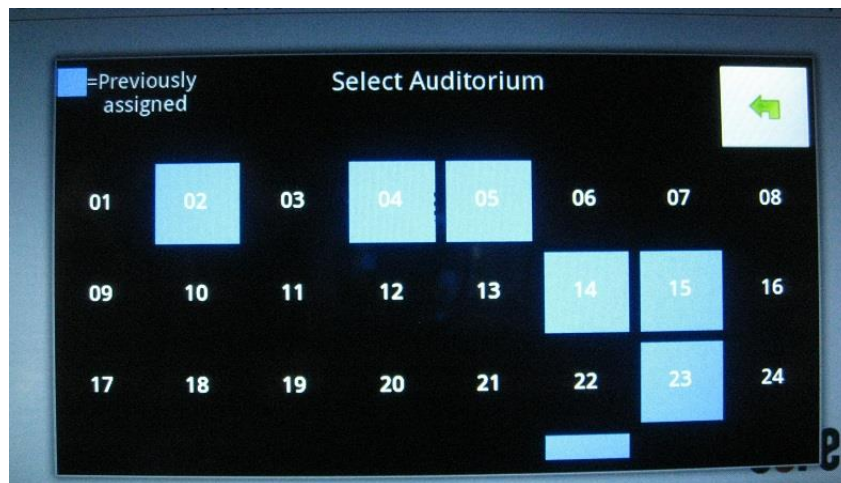 =Previously
assigned
Select Auditorium
01 02 03 04 05 06 07 08
09 10 11 12 13 14 15 16
17 18 19 20 21 22 23 24